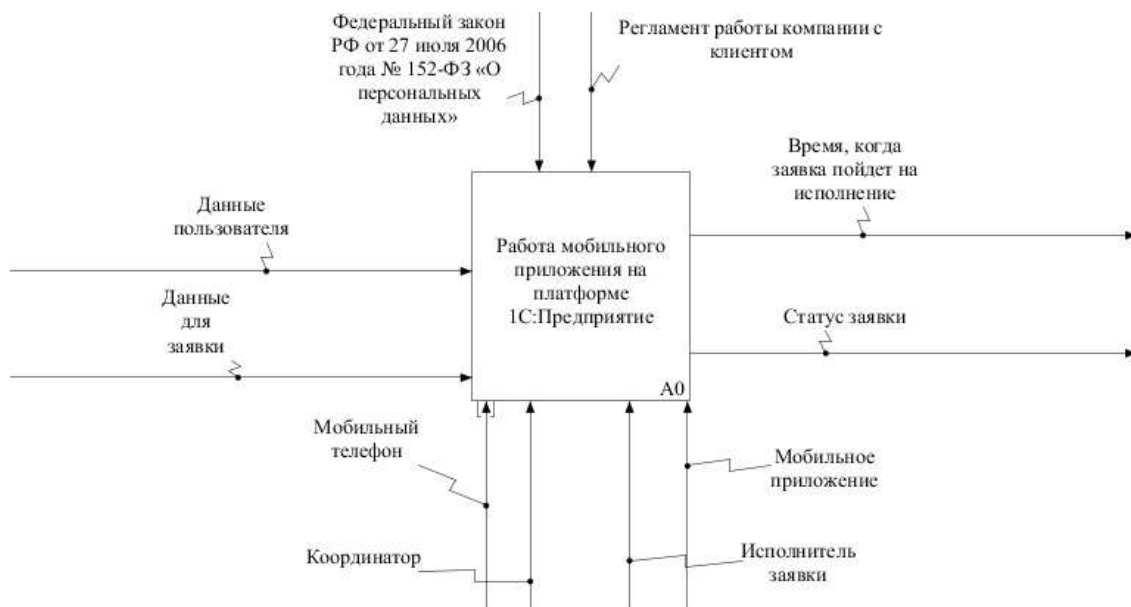 Федеральный закон
РФ от 27 июля 2006
года № 152-ФЗ «О
персональных
данных»
Регламент работы компании с
клиентом
Время, когда
заявка пойдет на
исполнение
Данные
пользователя
Работа мобильного
приложения на
платформе
1С:Предприятие
Данные
для
заявки
Статус заявки
A0
Мобильный
телефон
Мобильное
приложение
Координатор
Исполнитель
заявки